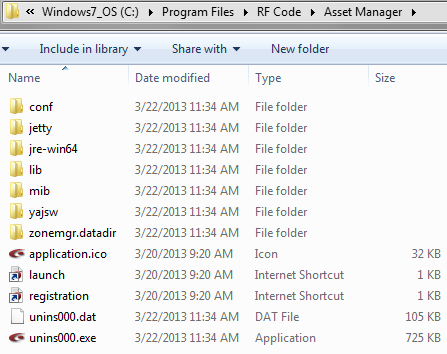 « Windows7_OS (C:) ▸ Program Files ▸ RF Code ▸ Asset Manager ▸
Include in library Share with New folder
Name Date modified Type Size
conf 3/22/2013 11:34 AM File folder
jetty 3/22/2013 11:34 AM File folder
jre-win64 3/22/2013 11:34 AM File folder
lib 3/22/2013 11:34 AM File folder
mib 3/22/2013 11:34 AM File folder
yajsw 3/22/2013 11:34 AM File folder
zonemgr.datadir 3/22/2013 11:34 AM File folder
application.ico 3/20/2013 9:20 AM Icon 32 KB
launch 3/20/2013 9:20 AM Internet Shortcut 1 KB
registration 3/20/2013 9:20 AM Internet Shortcut 1 KB
unins000.dat 3/22/2013 11:34 AM DAT File 105 KB
unins000.exe 3/22/2013 11:34 AM Application 725 KB